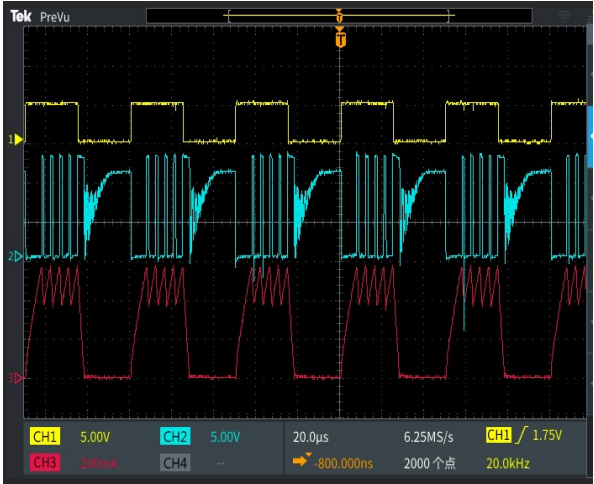 Tek PreVu
T
T
1
2
3
CH1 5.00V CH2 5.00V 20.0μs 6.25MS/s CH1 1.75V
CH3 200mA CH4 -- -800.000ns 2000 个点 20.0kHz